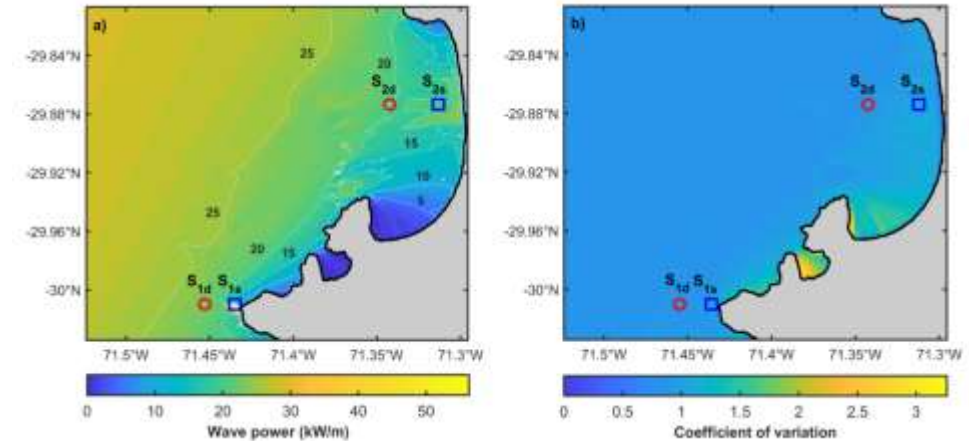 a)
25
20
S2d
S2s
15
10
5
25
20
15
S1d
S1s
-29.84°N
-29.88°N
-29.92°N
-29.96°N
-30°N
71.5°W
71.45°W
71.4°W
71.35°W
71.3°W
0
10
20
30
40
50
Wave power (kW/m)
b)
S2d
S2s
S1d
S1s
-29.84°N
-29.88°N
-29.92°N
-29.96°N
-30°N
71.5°W
71.45°W
71.4°W
71.35°W
71.3°W
0
0.5
1
1.5
2
2.5
3
Coefficient of variation